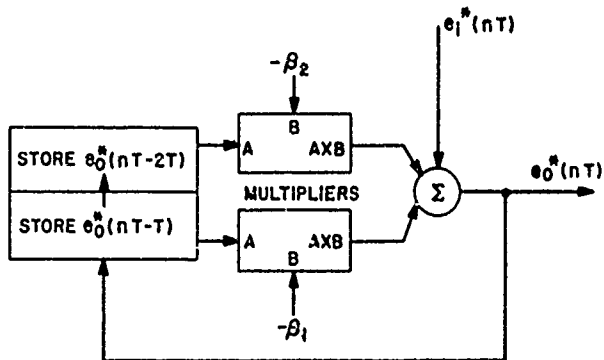 e₁*(nT)
-β₂
B
A AXB
STORE e₀*(nT-2T)
MULTIPLIERS
Σ
e₀*(nT)
STORE e₀*(nT-T)
A AXB
B
-β₁